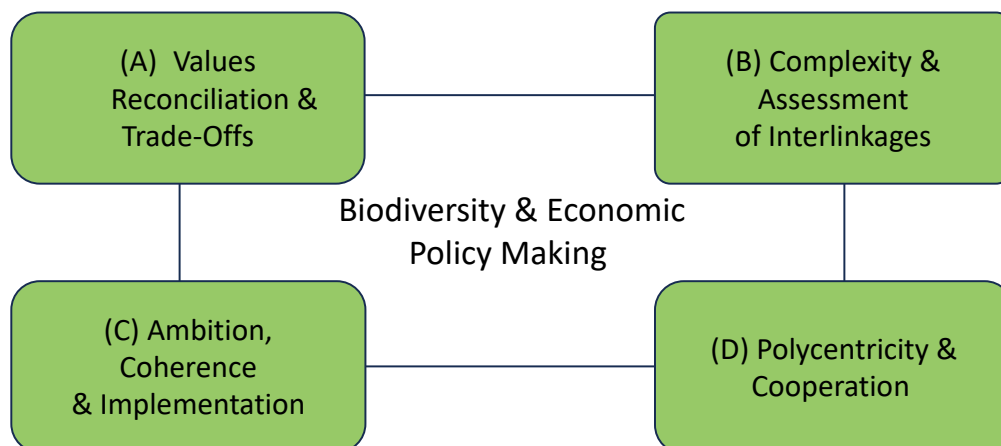 (A) Values
Reconciliation &
Trade-Offs
(B) Complexity &
Assessment
of Interlinkages
Biodiversity & Economic
Policy Making
(C) Ambition,
Coherence
& Implementation
(D) Polycentricity &
Cooperation